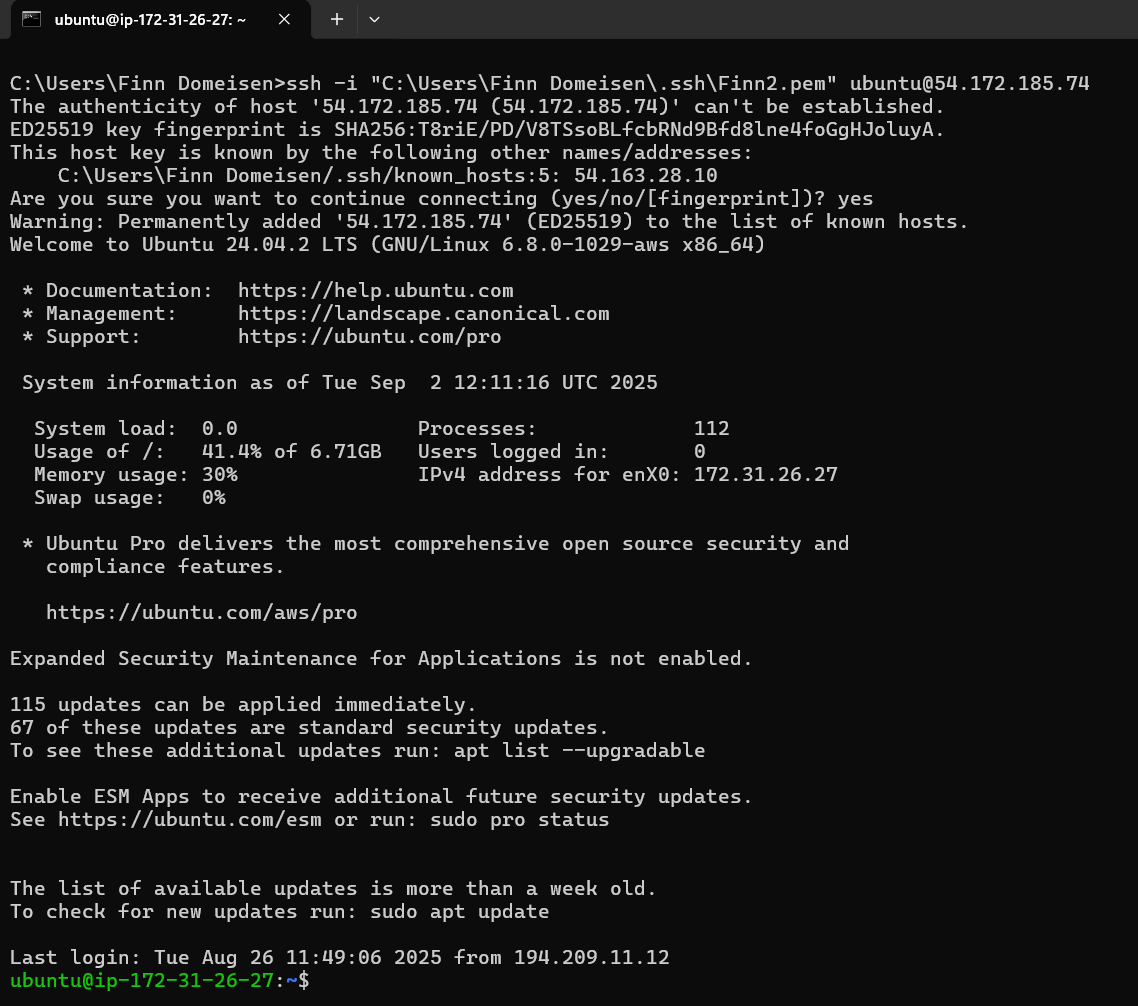 ubuntu@ip-172-31-26-27: ~
C:\Users\Finn Domeisen>ssh -i "C:\Users\Finn Domeisen\.ssh\Finn2.pem" ubuntu@54.172.185.74
The authenticity of host '54.172.185.74 (54.172.185.74)' can't be established.
ED25519 key fingerprint is SHA256:T8riE/PD/V8TSsoBLfcbRNd9Bfd8lne4foGgHJoluyA.
This host key is known by the following other names/addresses:
    C:\Users\Finn Domeisen/.ssh/known_hosts:5: 54.163.28.10
Are you sure you want to continue connecting (yes/no/[fingerprint])? yes
Warning: Permanently added '54.172.185.74' (ED25519) to the list of known hosts.
Welcome to Ubuntu 24.04.2 LTS (GNU/Linux 6.8.0-1029-aws x86_64)

 * Documentation:  https://help.ubuntu.com
 * Management:     https://landscape.canonical.com
 * Support:        https://ubuntu.com/pro

 System information as of Tue Sep  2 12:11:16 UTC 2025

  System load:  0.0               Processes:             112
  Usage of /:   41.4% of 6.71GB   Users logged in:       0
  Memory usage: 30%               IPv4 address for enX0: 172.31.26.27
  Swap usage:   0%

 * Ubuntu Pro delivers the most comprehensive open source security and
   compliance features.

   https://ubuntu.com/aws/pro

Expanded Security Maintenance for Applications is not enabled.

115 updates can be applied immediately.
67 of these updates are standard security updates.
To see these additional updates run: apt list --upgradable

Enable ESM Apps to receive additional future security updates.
See https://ubuntu.com/esm or run: sudo pro status


The list of available updates is more than a week old.
To check for new updates run: sudo apt update

Last login: Tue Aug 26 11:49:06 2025 from 194.209.11.12
ubuntu@ip-172-31-26-27:~$